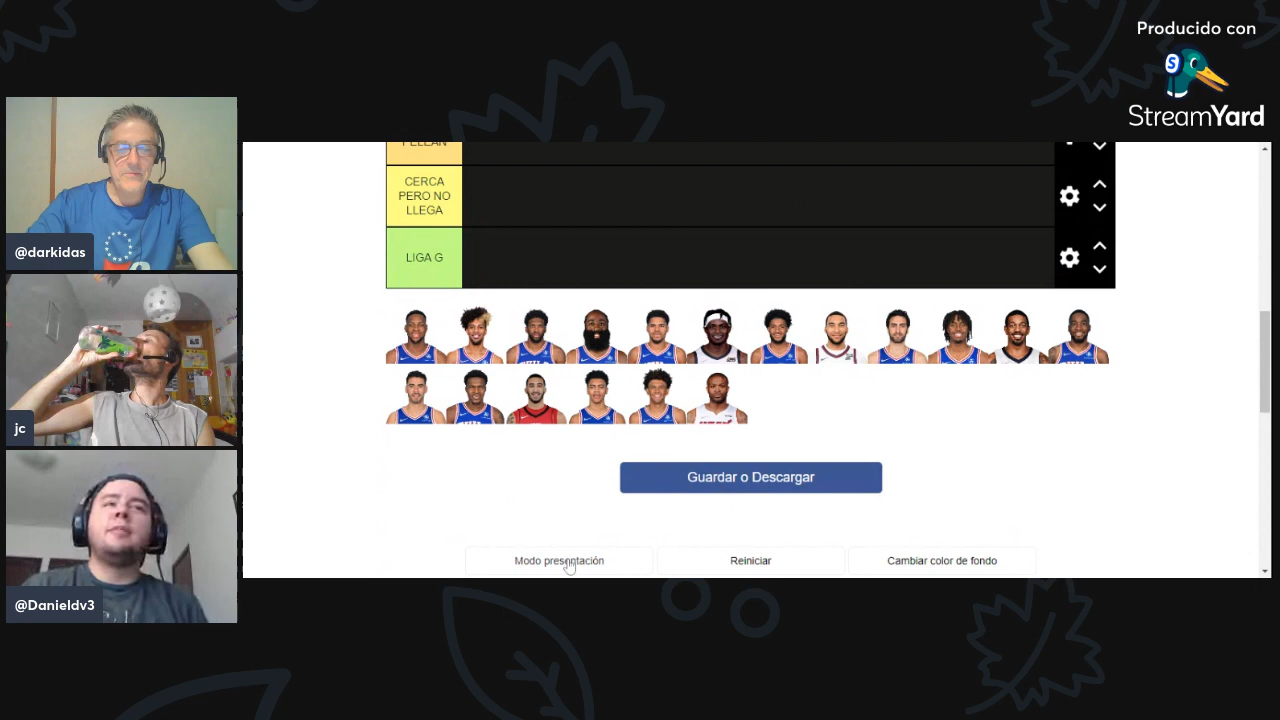 Producido con
StreamYard
@darkidas
jc
@Danieldv3
PELEAN
CERCA
PERO NO
LLEGA
LIGA G
Guardar o Descargar
Modo presentación
Reiniciar
Cambiar color de fondo